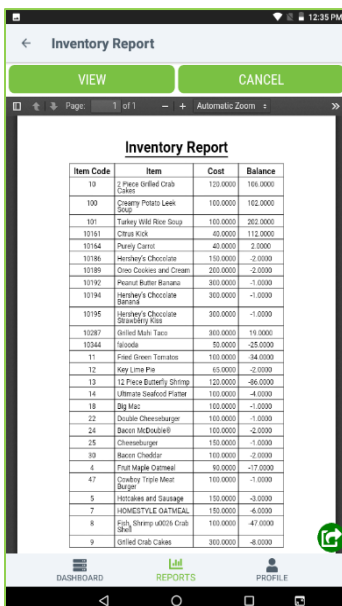 12:35 PM
Inventory Report
VIEW CANCEL
Page: 1 of 1 − + Automatic Zoom
Inventory Report
Item Code Item Cost Balance
10 2 Piece Grilled Crab 120.0000 106.0000
Cakes
100 Creamy Potato Leek 100.0000 102.0000
Soup
101 Turkey Wild Rice Soup 100.0000 202.0000
10161 Citrus Kick 40.0000 112.0000
10164 Purely Carrot 40.0000 2.0000
10186 Hershey's Chocolate 150.0000 -2.0000
10189 Oreo Cookies and Cream 200.0000 -2.0000
10192 Peanut Butter Banana 300.0000 -1.0000
10194 Hershey's Chocolate 300.0000 -1.0000
Banana
10195 Hershey's Chocolate 300.0000 -1.0000
Strawberry Kiss
10287 Grilled Mahi Taco 300.0000 19.0000
10344 falooda 50.0000 -25.0000
11 Fried Green Tomatos 100.0000 -34.0000
12 Key Lime Pie 65.0000 -2.0000
13 12 Piece Butterfly Shrimp 120.0000 -86.0000
14 Ultimate Seafood Platter 100.0000 -4.0000
18 Big Mac 100.0000 -1.0000
22 Double Cheeseburger 100.0000 -1.0000
24 Bacon McDouble® 100.0000 -2.0000
25 Cheeseburger 150.0000 -1.0000
30 Bacon Cheddar 100.0000 -2.0000
4 Fruit Maple Oatmeal 90.0000 -17.0000
47 Cowboy Triple Meat 100.0000 -1.0000
Burger
5 Hotcakes and Sausage 150.0000 -3.0000
7 HOMESTYLE OATMEAL 150.0000 -6.0000
8 Fish, Shrimp u0026 Crab 100.0000 -47.0000
Shell
9 Grilled Crab Cakes 300.0000 -8.0000
DASHBOARD REPORTS PROFILE